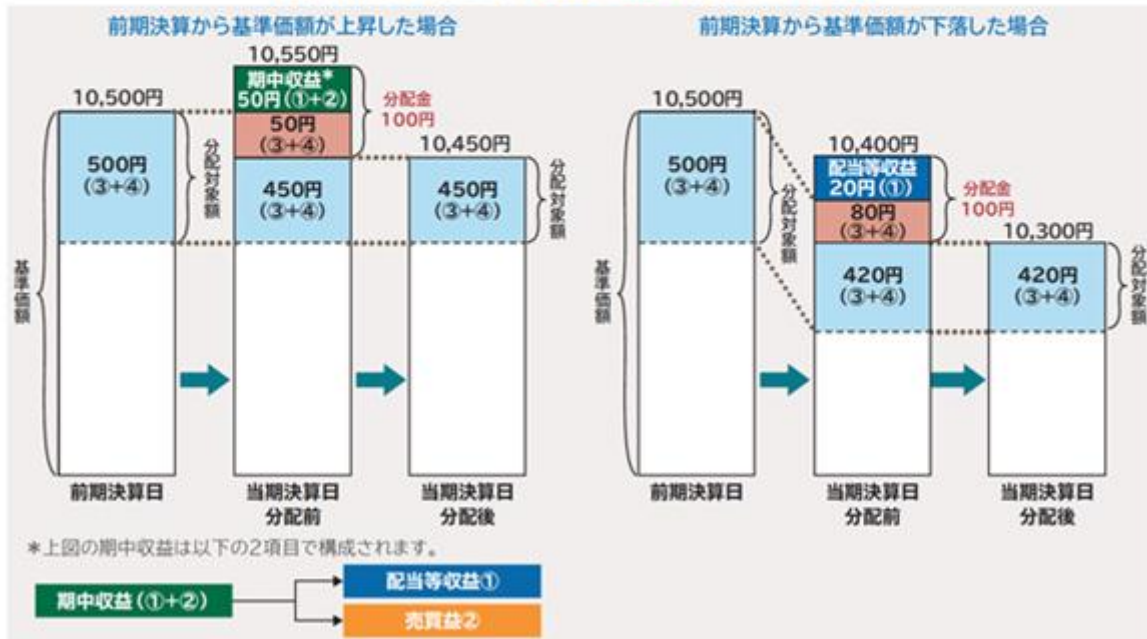 前期決算から基準価額が上昇した場合
10,500円
500円
(③+④)
分配対象額
基準価額
前期決算日
10,550円
期中収益*
50円(①+②)
50円
(③+④)
450円
(③+④)
分配金
100円
当期決算日
分配前
10,450円
450円
(③+④)
分配対象額
当期決算日
分配後
前期決算から基準価額が下落した場合
10,500円
500円
(③+④)
分配対象額
基準価額
前期決算日
10,400円
配当等収益
20円(①)
80円
(③+④)
420円
(③+④)
分配金
100円
当期決算日
分配前
10,300円
420円
(③+④)
分配対象額
当期決算日
分配後
*上図の期中収益は以下の2項目で構成されます。
期中収益(①+②)
配当等収益①
売買益②